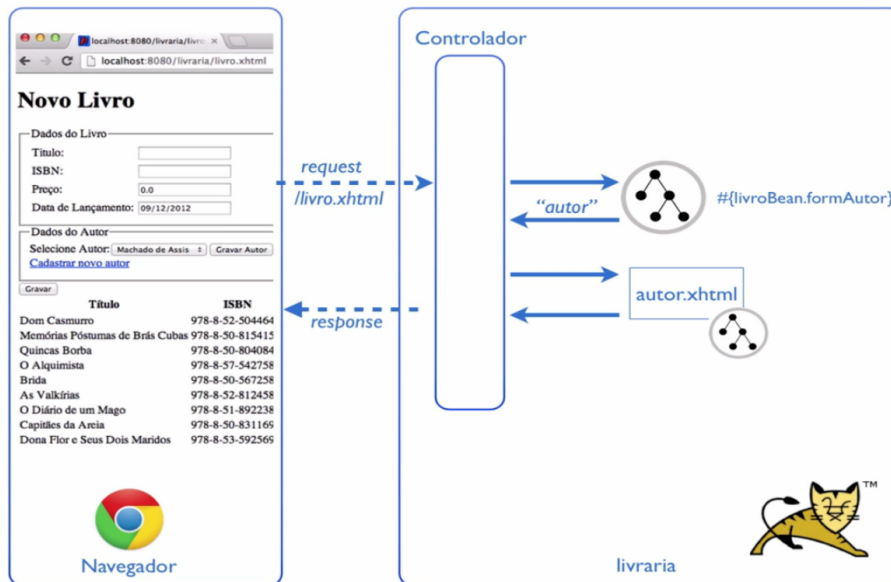 localhost:8080/livraria/livro
localhost:8080/livraria/livro.xhtml
Novo Livro
Dados do Livro
Título:
ISBN:
Preço: 0.0
Data de Lançamento: 09/12/2012
Dados do Autor
Selecione Autor: Machado de Assis Gravar Autor
Cadastrar novo autor
Gravar
Título ISBN
Dom Casmurro 978-8-52-504464
Memórias Póstumas de Brás Cubas 978-8-50-815415
Quincas Borba 978-8-50-804084
O Alquimista 978-8-57-542758
Brida 978-8-50-567258
As Valkírias 978-8-52-812458
O Diário de um Mago 978-8-51-892238
Capitães da Areia 978-8-50-831169
Dona Flor e Seus Dois Maridos 978-8-53-592569
Navegador
request
/livro.xhtml
response
Controlador
"autor"
#{livroBean.formAutor}
autor.xhtml
livraria
TM